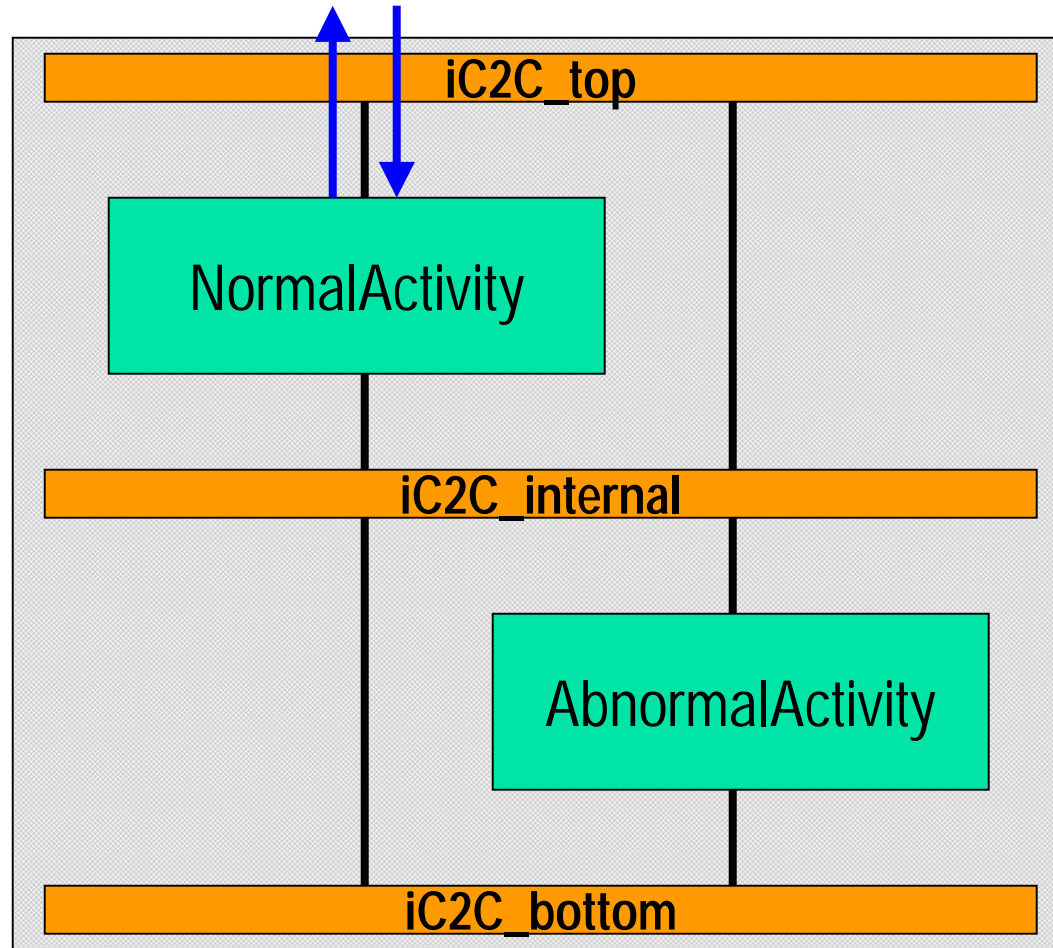 iC2C_top
NormalActivity
iC2C_internal
AbnormalActivity
iC2C_bottom